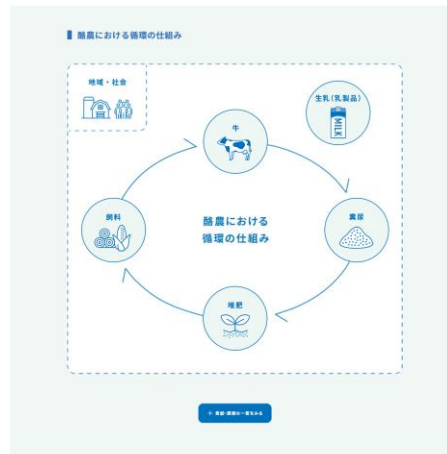 酪農における循環の仕組み
地域・社会
生乳(乳製品)
MILK
牛
飼料
酪農における
循環の仕組み
糞尿
堆肥